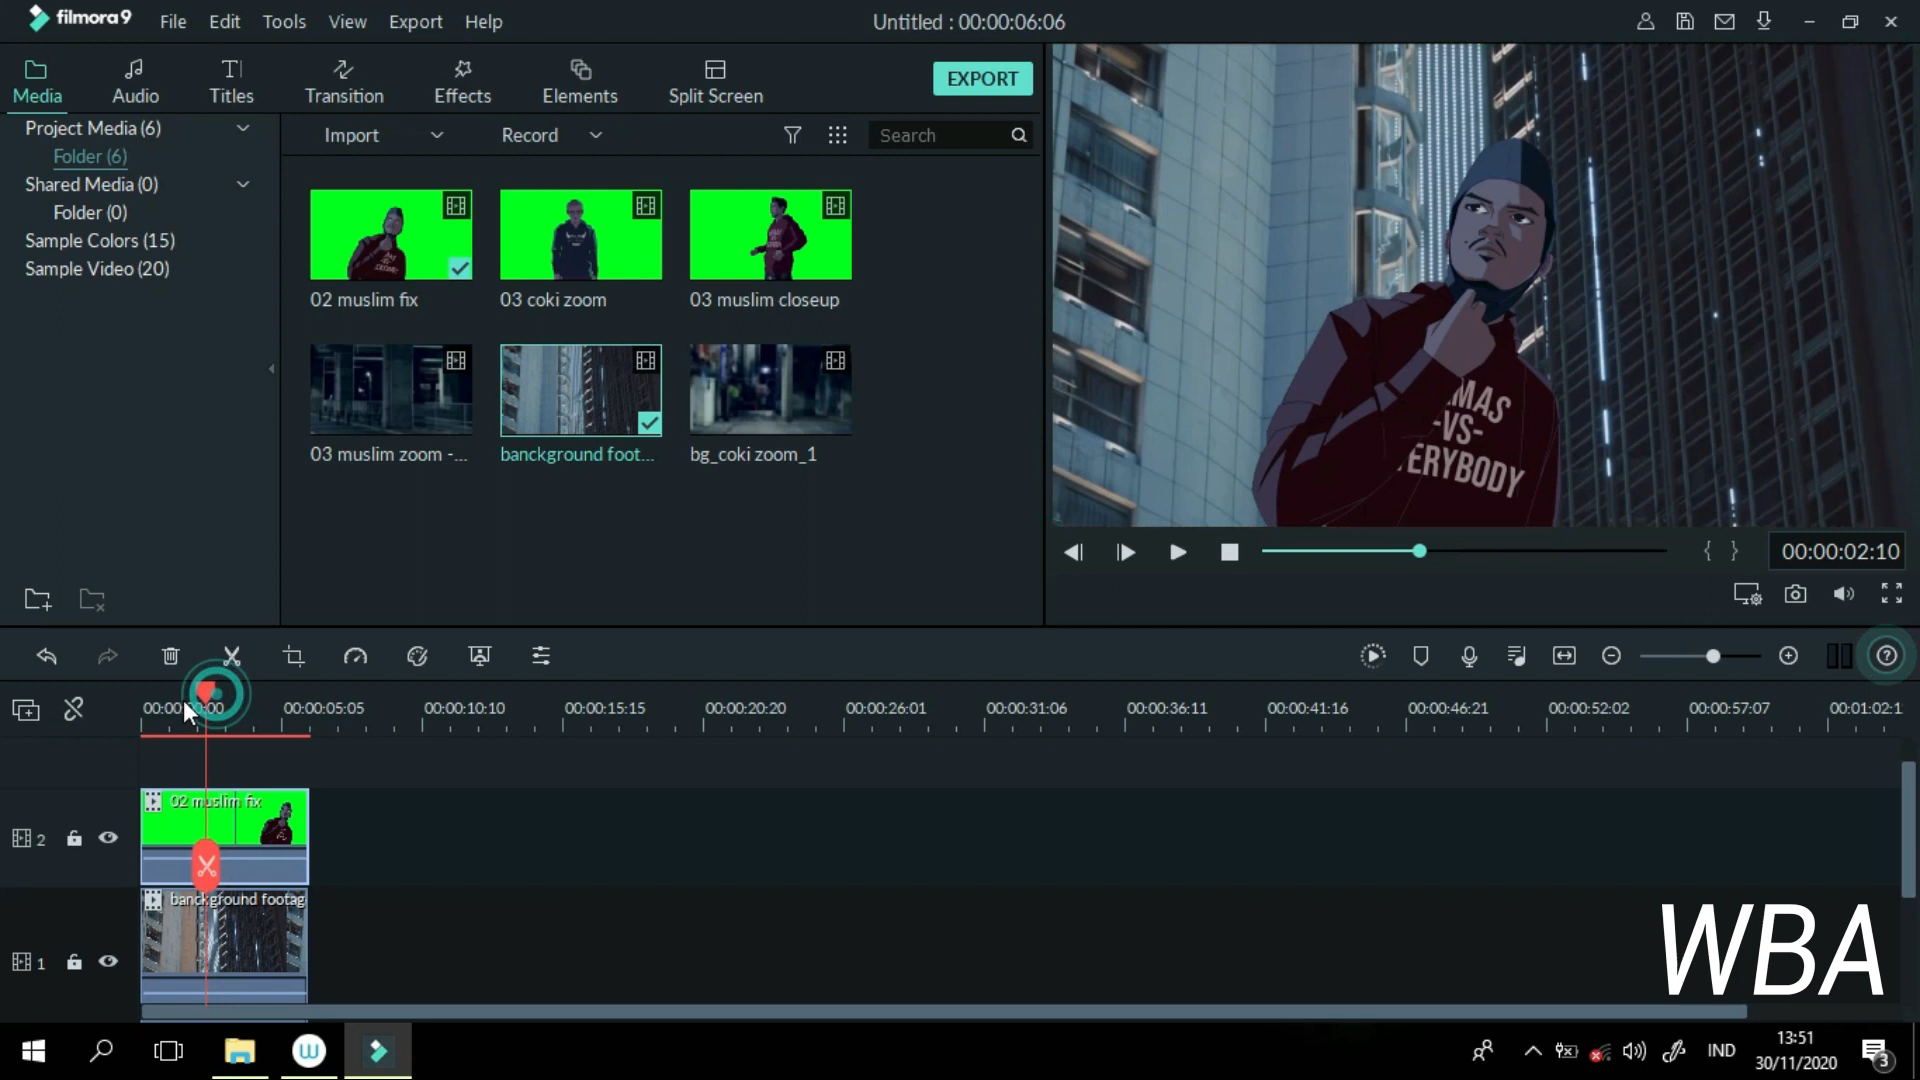 filmora9
File Edit Tools View Export Help
Untitled : 00:00:06:06
Media Audio Titles Transition Effects Elements Split Screen
EXPORT
Project Media (6)
Folder (6)
Shared Media (0)
Folder (0)
Sample Colors (15)
Sample Video (20)
Import Record Search
02 muslim fix 03 coki zoom 03 muslim closeup
03 muslim zoom -... banckground foot... bg_coki zoom_1
-VS-
ERYBODY
{ } 00:00:02:10
00:00:05:05 00:00:10:10 00:00:15:15 00:00:20:20 00:00:26:01 00:00:31:06 00:00:36:11 00:00:41:16 00:00:46:21 00:00:52:02 00:00:57:07 00:01:02:1
02 muslim fix
2
banckground footag
1
WBA
IND
13:51
30/11/2020
3